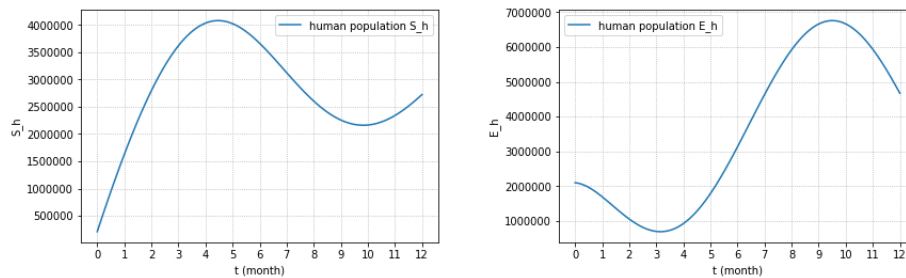 human population S_h
4000000
3500000
3000000
2500000
2000000
1500000
1000000
500000
S_h
0 1 2 3 4 5 6 7 8 9 10 11 12
t (month)
human population E_h
7000000
6000000
5000000
4000000
3000000
2000000
1000000
E_h
0 1 2 3 4 5 6 7 8 9 10 11 12
t (month)